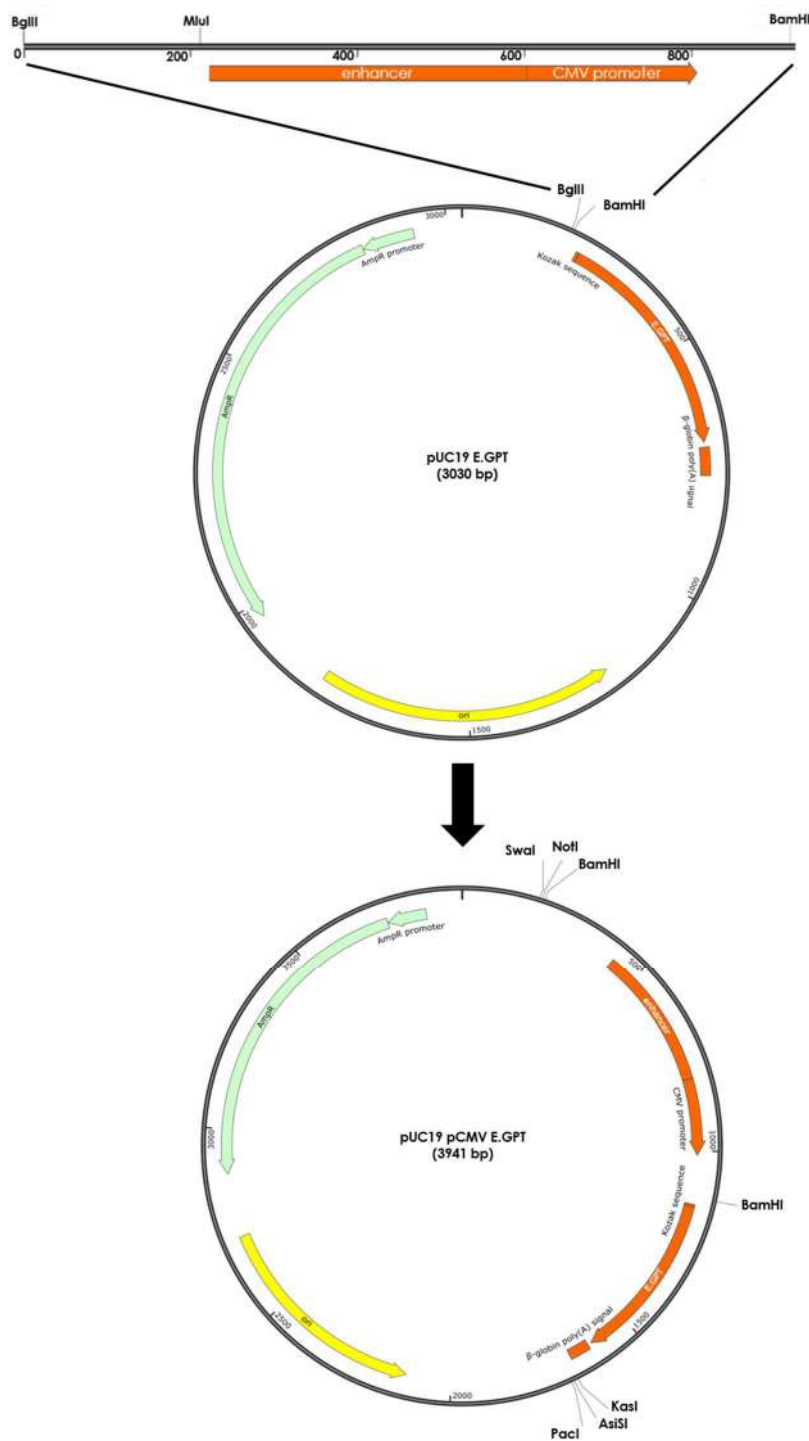 BglII MluI BamHI
0 200 400 600 800
enhancer CMV promoter
BglII
BamHI
3000
AmpR promoter
Kozak sequence
500
E.GPT
2500
AmpR
β-globin poly(A) signal
pUC19 E.GPT
(3030 bp)
1000
2000
ori
1500
SwaI NotI
BamHI
AmpR promoter
3500
500
AmpR
enhancer
CMV promoter
3000
1000
pUC19 pCMV E.GPT
(3941 bp)
Kozak sequence
BamHI
E.GPT
ori
2500
β-globin poly(A) signal
1500
2000
KasI
AsiSI
PacI